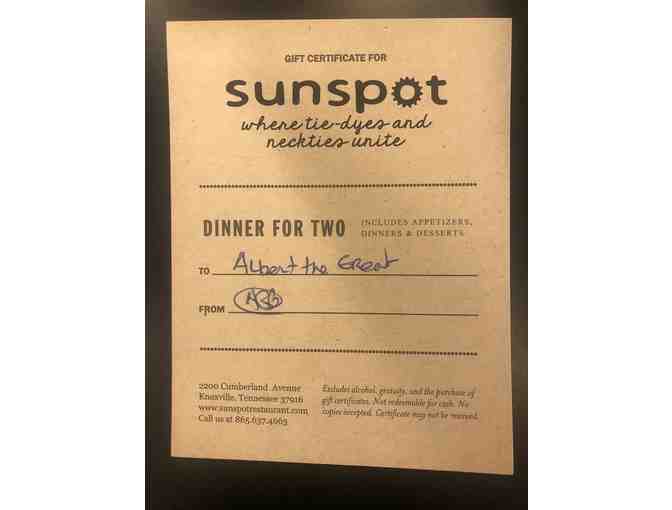 GIFT CERTIFICATE FOR
sunspot
where tie-dyes and
neckties unite
DINNER FOR TWO
INCLUDES APPETIZERS,
DINNERS & DESSERTS
TO Albert the Great
FROM
2200 Cumberland Avenue
Knoxville, Tennessee 37916
www.sunspotrestaurant.com
Call us at 865.637.4663
Excludes alcohol, gratuity, and the purchase of
gift certificates. Not redeemable for cash. No
copies accepted. Certificate may not be reissued.